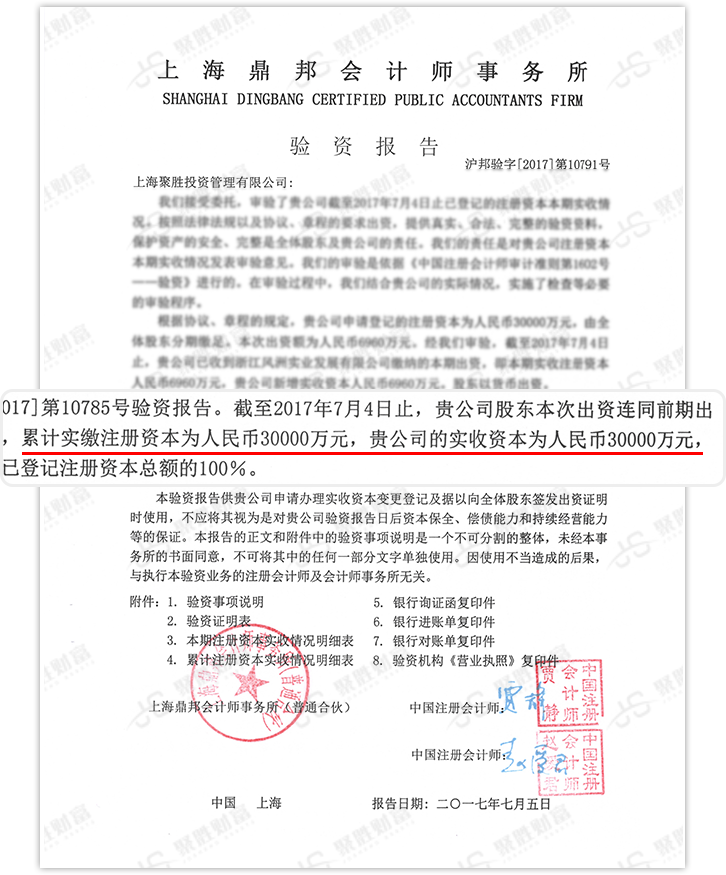 上海鼎邦会计师事务所
SHANGHAI DINGBANG CERTIFIED PUBLIC ACCOUNTANTS FIRM
验资报告
沪邦验字[2017]第10791号
上海聚胜投资管理有限公司:
我们接受委托，审验了贵公司截至2017年7月4日止已登记的注册资本本期实收情
况。按照法律法规以及协议、章程的要求出资，提供真实、合法、完整的验资资料，
保护资产的安全、完整是全体股东及贵公司的责任。我们的责任是对贵公司注册资本
本期实收情况发表审验意见。我们的审验是依据《中国注册会计师审计准则第1602号
——验资》进行的。在审验过程中，我们结合贵公司的实际情况，实施了检查等必要
的审验程序。
根据协议、章程的规定，贵公司申请登记的注册资本为人民币30000万元，由全
体股东分期缴足。本次出资额为人民币6960万元。经我们审验，截至2017年7月4日
止，贵公司已收到浙江风洲实业发展有限公司缴纳的本期出资，即本期实收注册资本
人民币6960万元，贵公司新增实收资本人民币6960万元。股东以货币出资。
017]第10785号验资报告。截至2017年7月4日止，贵公司股东本次出资连同前期出
，累计实缴注册资本为人民币30000万元，贵公司的实收资本为人民币30000万元，
已登记注册资本总额的100%。
本验资报告供贵公司申请办理实收资本变更登记及据以向全体股东签发出资证明
时使用，不应将其视为是对贵公司验资报告日后资本保全、偿债能力和持续经营能力
等的保证。本报告的正文和附件中的验资事项说明是一个不可分割的整体，未经本事
务所的书面同意，不可将其中的任何一部分文字单独使用。因使用不当造成的后果，
与执行本验资业务的注册会计师及会计师事务所无关。
附件：1. 验资事项说明 5. 银行询证函复印件
2. 验资证明表 6. 银行进账单复印件
3. 本期注册资本实收情况明细表 7. 银行对账单复印件
4. 累计注册资本实收情况明细表 8. 验资机构《营业执照》复印件
上海鼎邦会计师事务所（普通合伙） 中国注册会计师:
中国注册会计师
贾静
中国注册会计师:
中国注册会计师
中国 上海 报告日期：二〇一七年七月五日
聚胜财富